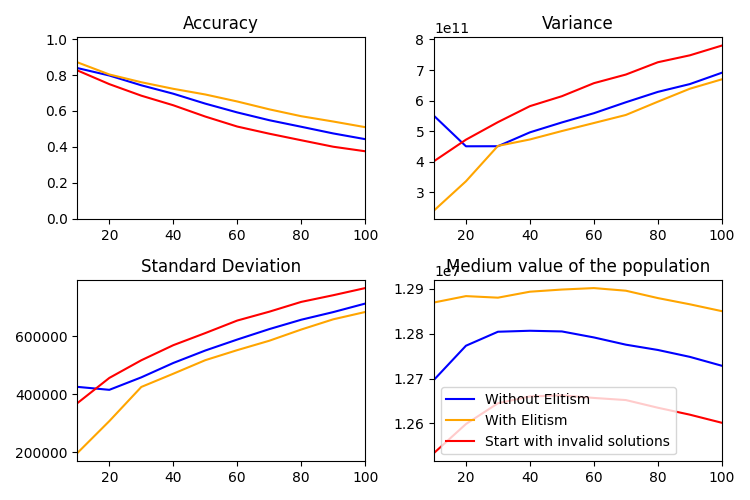 Accuracy
1.0
0.8
0.6
0.4
0.2
0.0
20 40 60 80 100
Variance
1e11
8
7
6
5
4
3
20 40 60 80 100
Standard Deviation
600000
400000
200000
20 40 60 80 100
Medium value of the population
1e7
1.29
1.28
1.27
1.26
Without Elitism
With Elitism
Start with invalid solutions
20 40 60 80 100